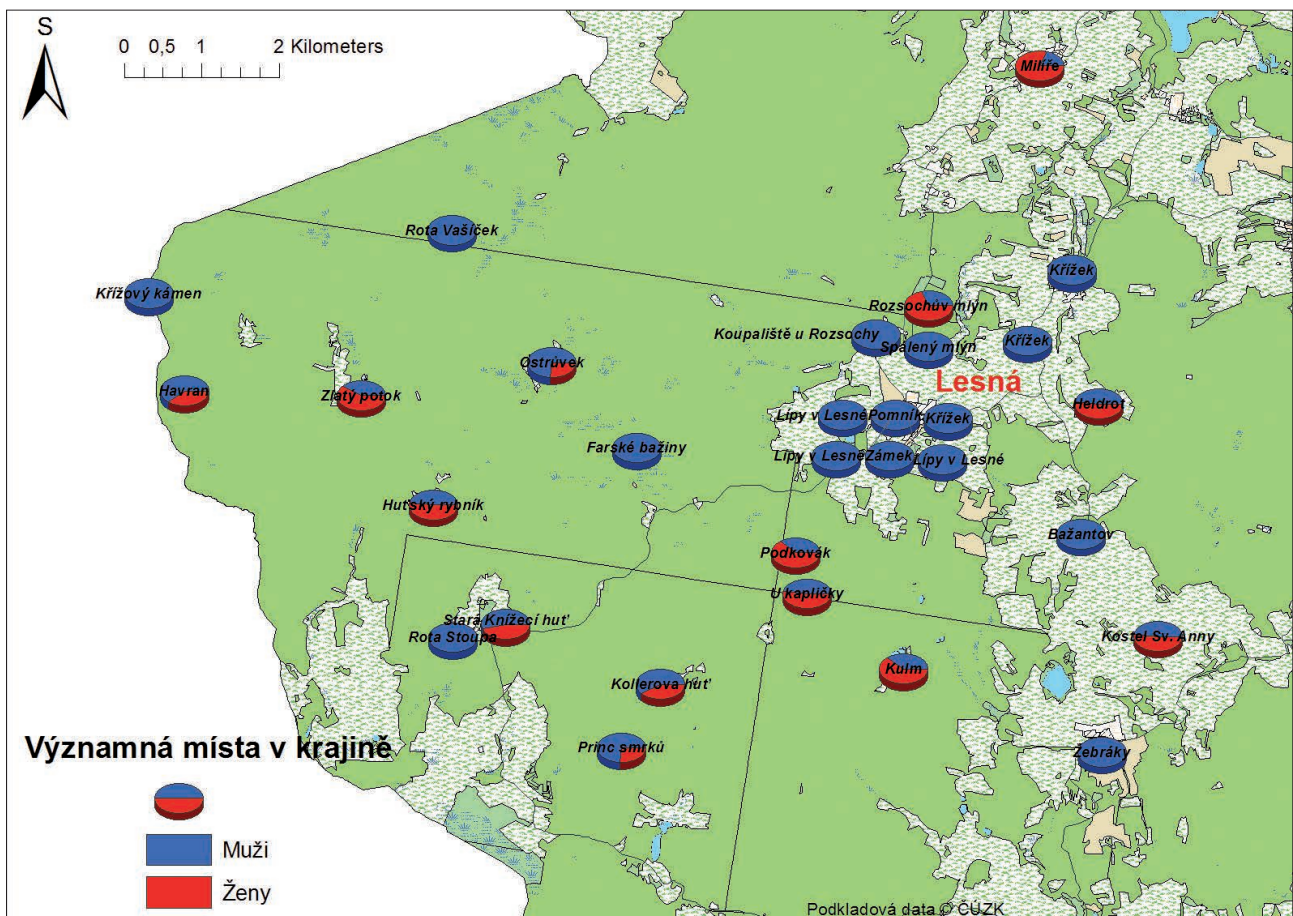 S
0 0,5 1 2 Kilometers
Milíře
Rota Vašíček
Křížový kámen
Křížek
Rozsochův mlýn
Koupaliště u Rozsochy
Spálený mlýn
Křížek
Ostrůvek
Lesná
Havran
Zlatý potok
Heldrot
Lípy v Lesné
Pomník
Křížek
Farské bažiny
Lípy v Lesné
Zámek
Lípy v Lesné
Huťský rybník
Bažantov
Podkovák
U kapličky
Stará Knížecí huť
Rota Stoupa
Kostel Sv. Anny
Kulm
Kollerova huť
Princ smrků
Žebráky
Významná místa v krajině
Muži
Ženy
Podkladová data © ČÚZK